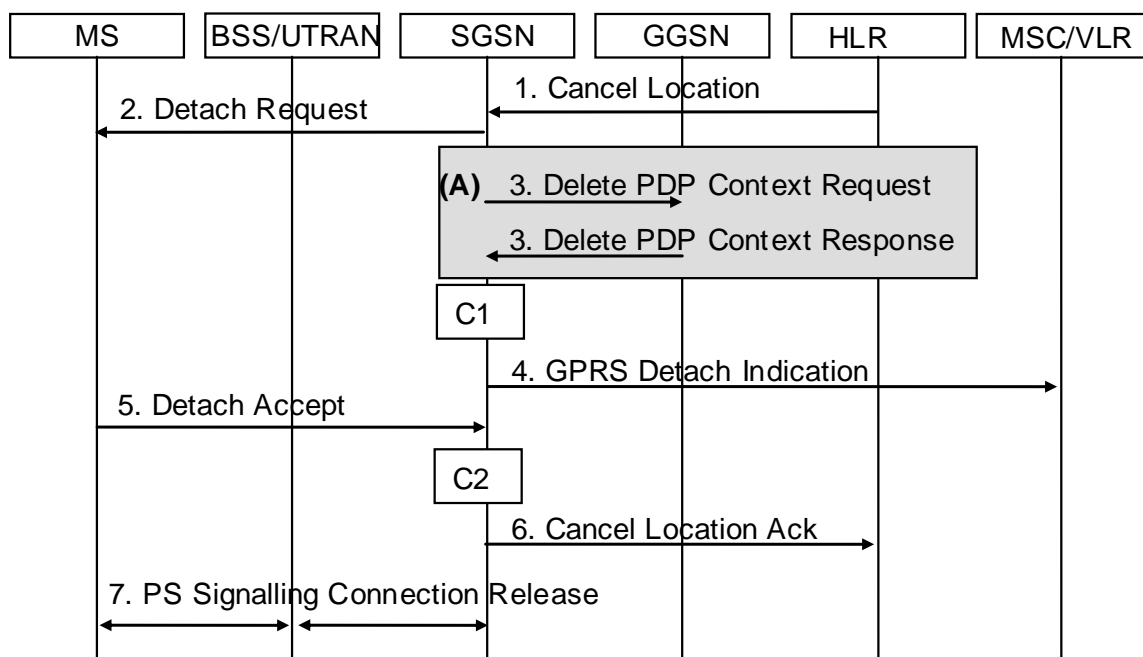 MS BSS/UTRAN SGSN GGSN HLR MSC/VLR
1. Cancel Location
2. Detach Request
(A) 3. Delete PDP Context Request
3. Delete PDP Context Response
C1
4. GPRS Detach Indication
5. Detach Accept
C2
6. Cancel Location Ack
7. PS Signalling Connection Release